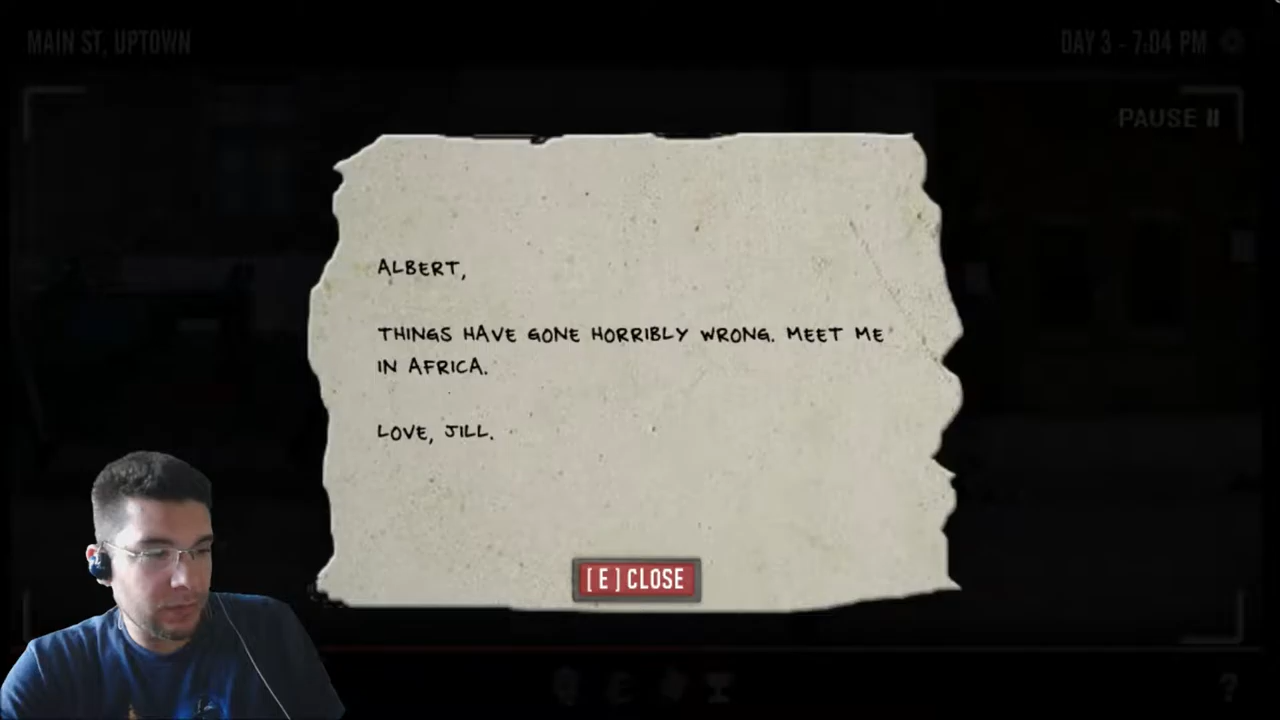 MAIN ST, UPTOWN
DAY 3 - 7:04 PM
PAUSE II
ALBERT,
THINGS HAVE GONE HORRIBLY WRONG. MEET ME
IN AFRICA.
LOVE, JILL.
[ E ] CLOSE
?